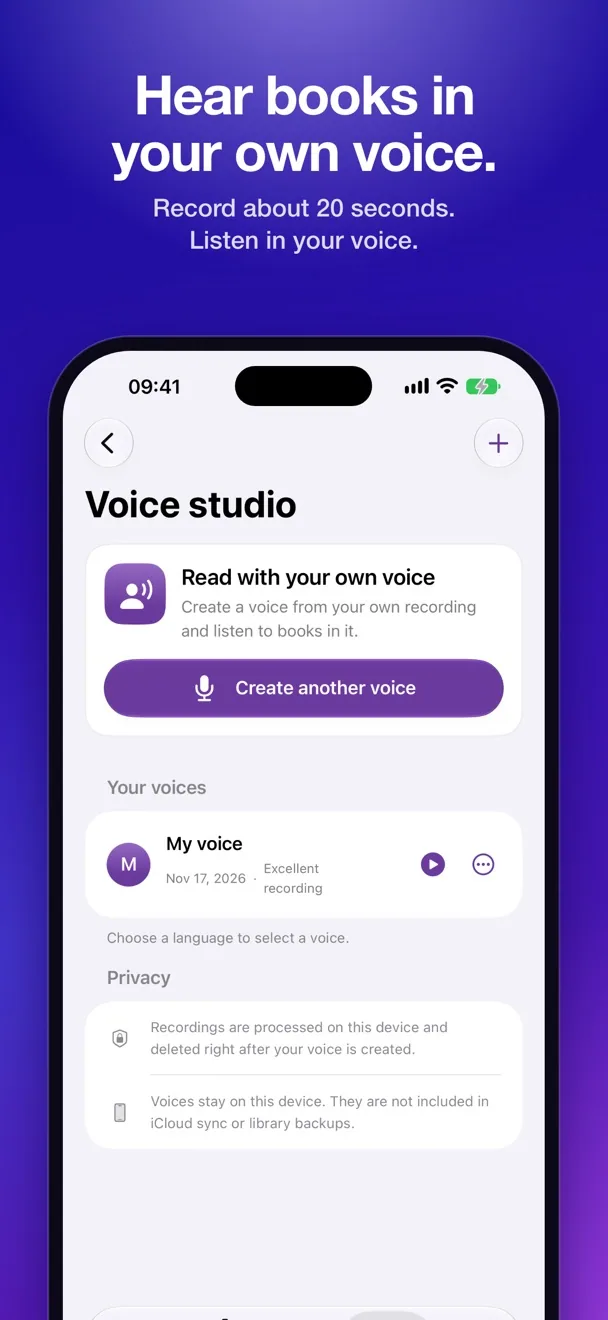 Hear books in
your own voice.
Record about 20 seconds.
Listen in your voice.
09:41
Voice studio
Read with your own voice
Create a voice from your own recording
and listen to books in it.
Create another voice
Your voices
M
My voice
Nov 17, 2026 · Excellent
recording
Choose a language to select a voice.
Privacy
Recordings are processed on this device and
deleted right after your voice is created.
Voices stay on this device. They are not included in
iCloud sync or library backups.